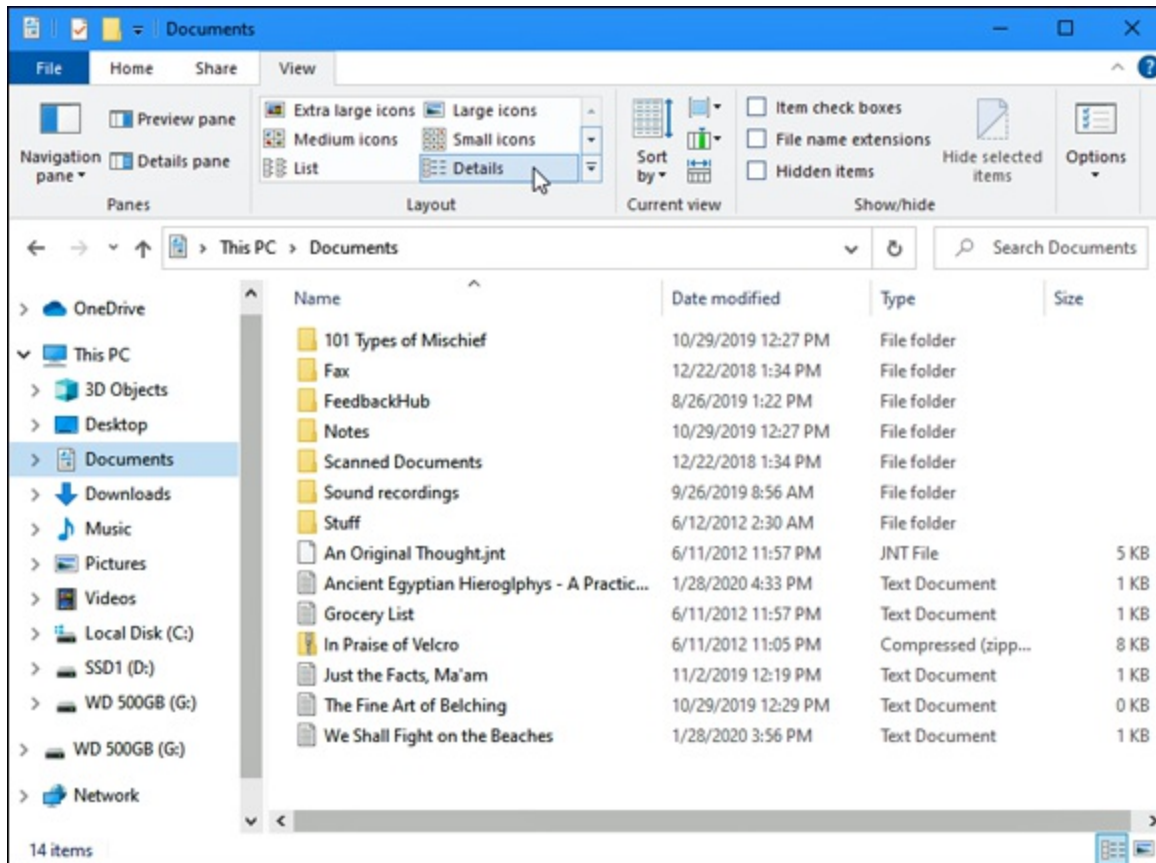 Documents
File Home Share View
Navigation pane
Preview pane
Details pane
Panes
Extra large icons Large icons
Medium icons Small icons
List Details
Layout
Sort by
Current view
Item check boxes
File name extensions
Hidden items
Hide selected items
Show/hide
Options
This PC > Documents
Search Documents
OneDrive
This PC
3D Objects
Desktop
Documents
Downloads
Music
Pictures
Videos
Local Disk (C:)
SSD1 (D:)
WD 500GB (G:)
WD 500GB (G:)
Network
Name Date modified Type Size
101 Types of Mischief 10/29/2019 12:27 PM File folder
Fax 12/22/2018 1:34 PM File folder
FeedbackHub 8/26/2019 1:22 PM File folder
Notes 10/29/2019 12:27 PM File folder
Scanned Documents 12/22/2018 1:34 PM File folder
Sound recordings 9/26/2019 8:56 AM File folder
Stuff 6/12/2012 2:30 AM File folder
An Original Thought.jnt 6/11/2012 11:57 PM JNT File 5 KB
Ancient Egyptian Hieroglphys - A Practic... 1/28/2020 4:33 PM Text Document 1 KB
Grocery List 6/11/2012 11:57 PM Text Document 1 KB
In Praise of Velcro 6/11/2012 11:05 PM Compressed (zipp... 8 KB
Just the Facts, Ma'am 11/2/2019 12:19 PM Text Document 1 KB
The Fine Art of Belching 10/29/2019 12:29 PM Text Document 0 KB
We Shall Fight on the Beaches 1/28/2020 3:56 PM Text Document 1 KB
14 items